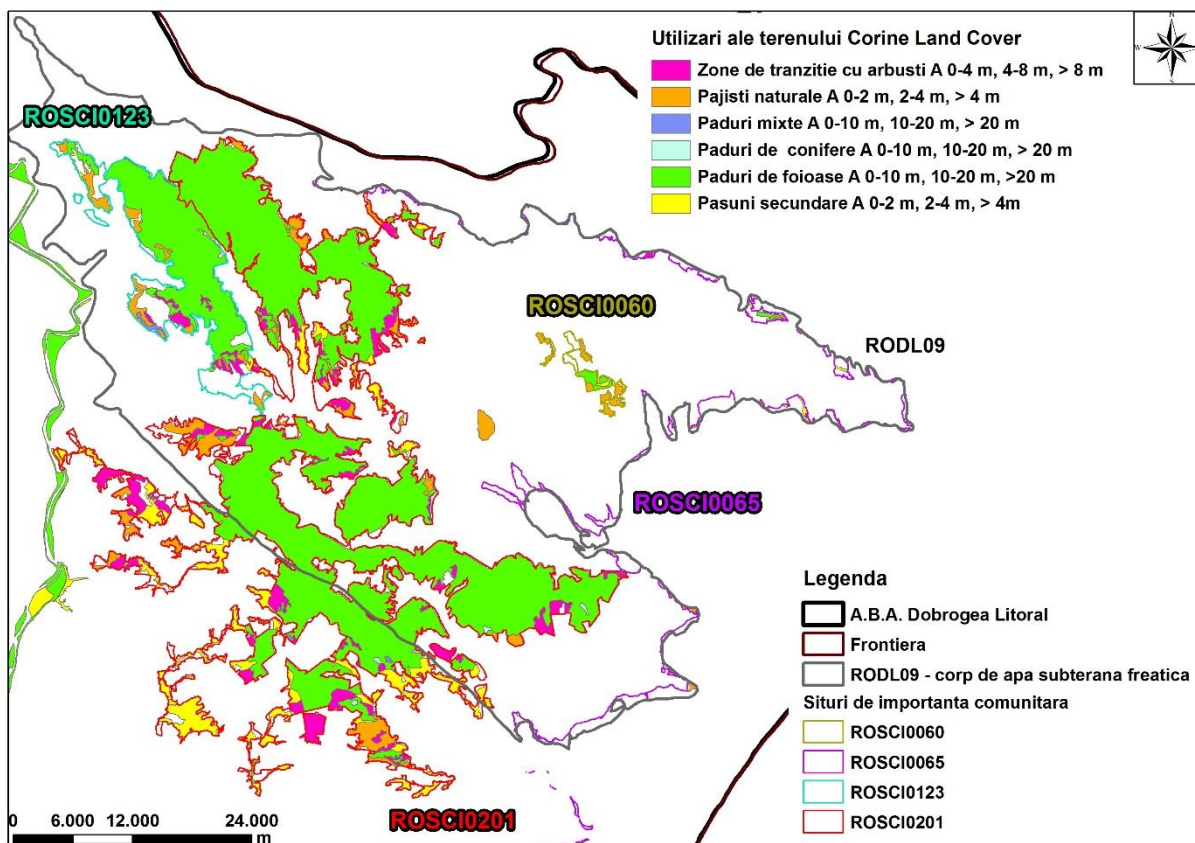 Utilizari ale terenului Corine Land Cover
Zone de tranzitie cu arbusti A 0-4 m, 4-8 m, > 8 m
Pajisti naturale A 0-2 m, 2-4 m, > 4 m
Paduri mixte A 0-10 m, 10-20 m, > 20 m
Paduri de conifere A 0-10 m, 10-20 m, > 20 m
Paduri de foioase A 0-10 m, 10-20 m, >20 m
Pasuni secundare A 0-2 m, 2-4 m, > 4m
N
W
E
S
ROSCI0123
ROSCI0060
RODL09
ROSCI0065
ROSCI0201
Legenda
A.B.A. Dobrogea Litoral
Frontiera
RODL09 - corp de apa subterana freatica
Situri de importanta comunitara
ROSCI0060
ROSCI0065
ROSCI0123
ROSCI0201
0 6.000 12.000 24.000
m